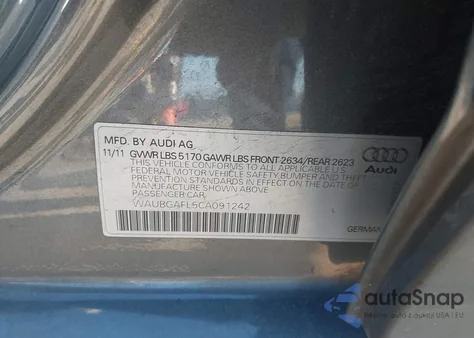 MFD. BY AUDI AG
11/11 GVWR LBS 5170 GAWR LBS FRONT 2634/REAR 2623
THIS VEHICLE CONFORMS TO ALL APPLICABLE
FEDERAL MOTOR VEHICLE SAFETY BUMPER AND THEFT
PREVENTION STANDARDS IN EFFECT ON THE
DATE OF MANUFACTURE SHOWN ABOVE
PASSENGER CAR
WAUBGAFL5CA091242
Audi
GERMAN
autoSnap